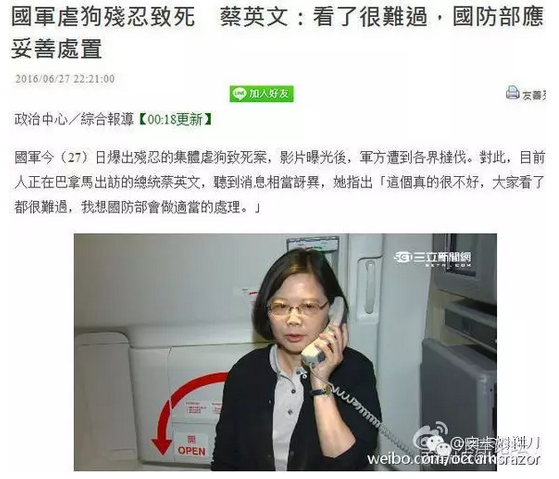 國軍虐狗殘忍致死 蔡英文：看了很難過，國防部應
妥善處置
2016/06/27 22:21:00
LINE 加入好友
友善列
政治中心／綜合報導【00:18更新】
國軍今（27）日爆出殘忍的集體虐狗致死案，影片曝光後，軍方遭到各界撻伐。對此，目前
人正在巴拿馬出訪的總統蔡英文，聽到消息相當訝異，她指出「這個真的很不好，大家看了
都很難過，我想國防部會做適當的處理。」
三立新聞網
SETN.COM
開
OPEN
weibo.com/occamsrazor